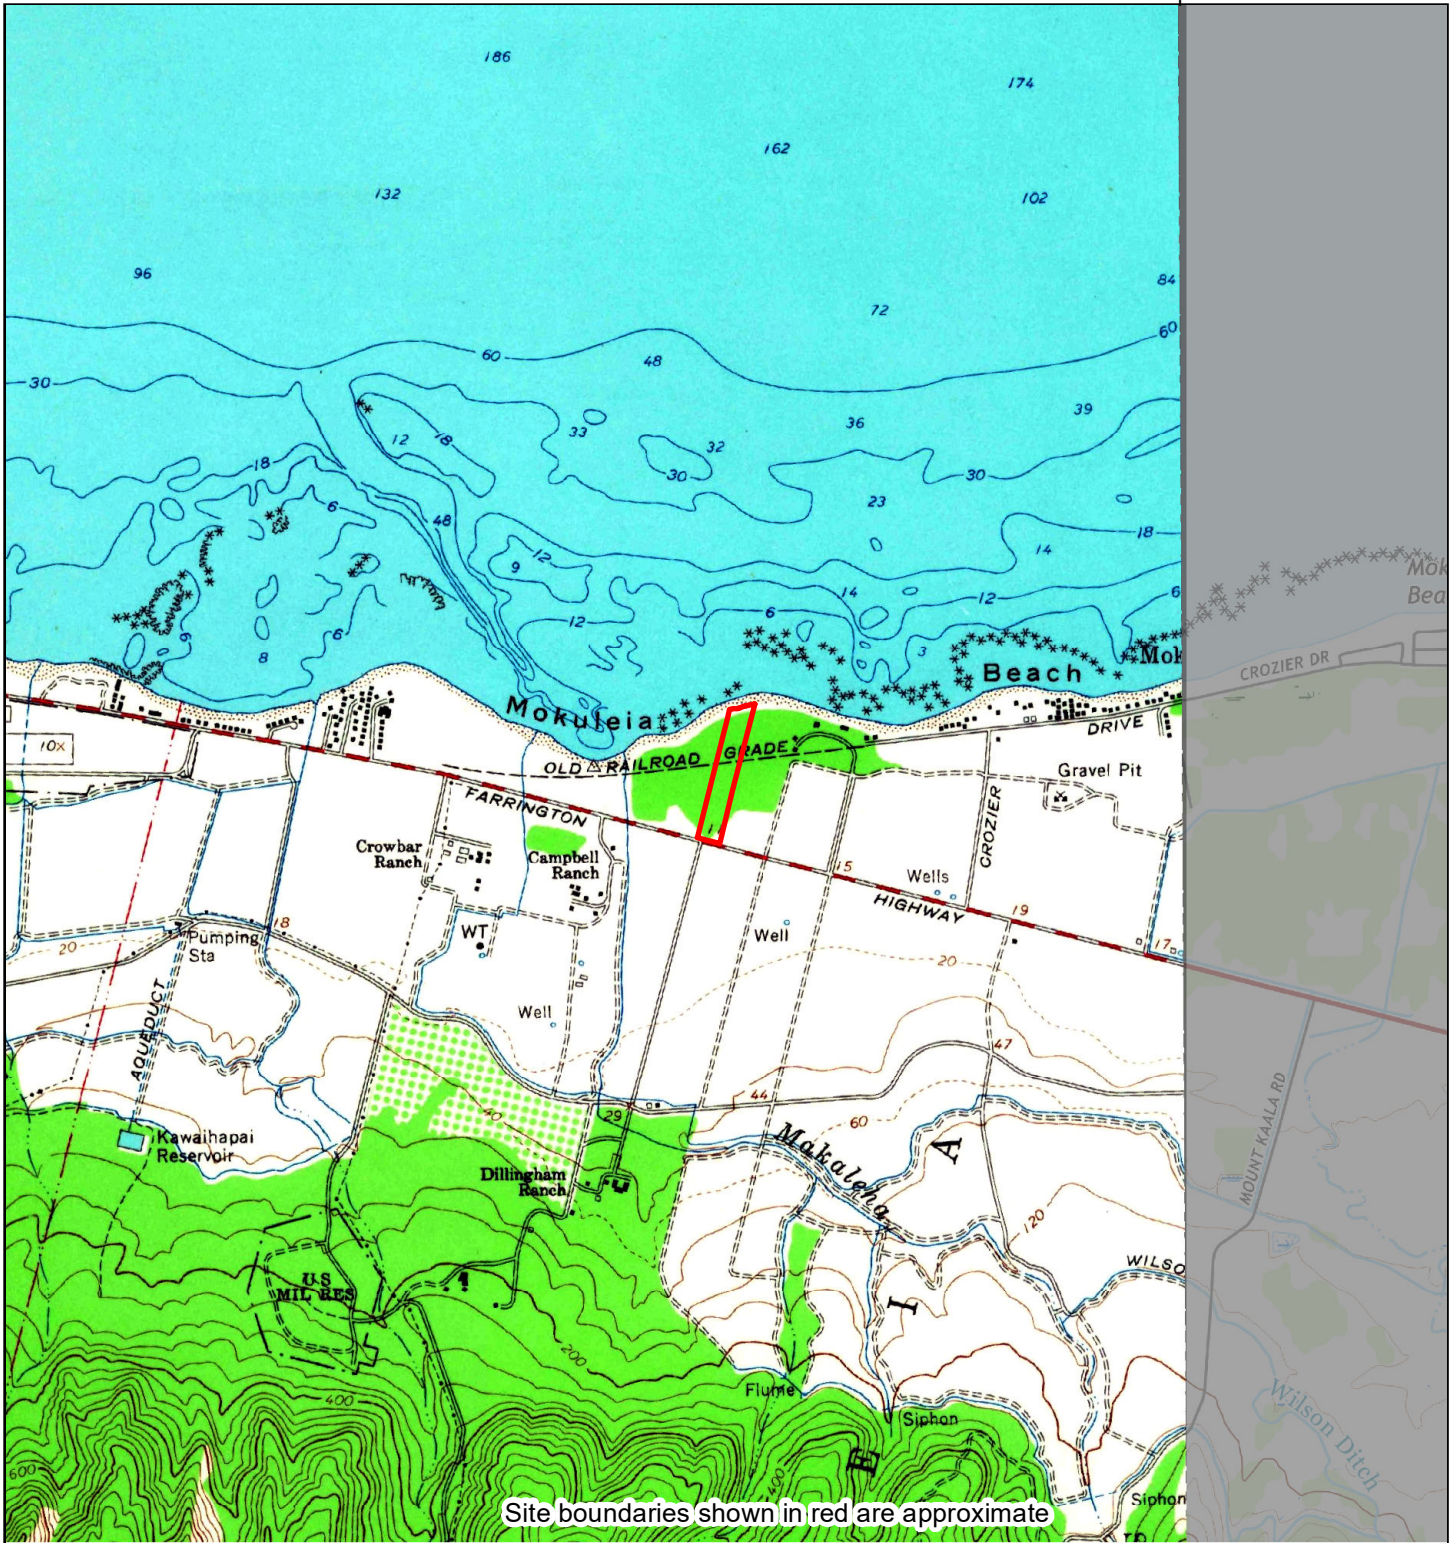 186
174
162
132
102
96
84
72
60
60
48
30
39
36
33
12
18
32
30
30
18
23
6
48
18
14
12
9
14
12
6
6
12
6
6
8
3
Mok
Bea
Mok
Beach
CROZIER DR
Mokuleia
DRIVE
OLD RAILROAD GRADE
10x
Gravel Pit
FARRINGTON
CROZIER
Crowbar
Ranch
Campbell
Ranch
15
Wells
HIGHWAY
19
18
WT
Well
17
Pumping
Sta
20
20
AQUEDUCT
Well
47
MOUNT KAALA RD
40
29
44
60
Kawaihapai
Reservoir
Makaleha
A
Dillingham
Ranch
120
WILSO
US
MIL RES
I
200
Flume
400
Siphon
Wilson Ditch
E
600
400
Siphon
Site boundaries shown in red are approximate